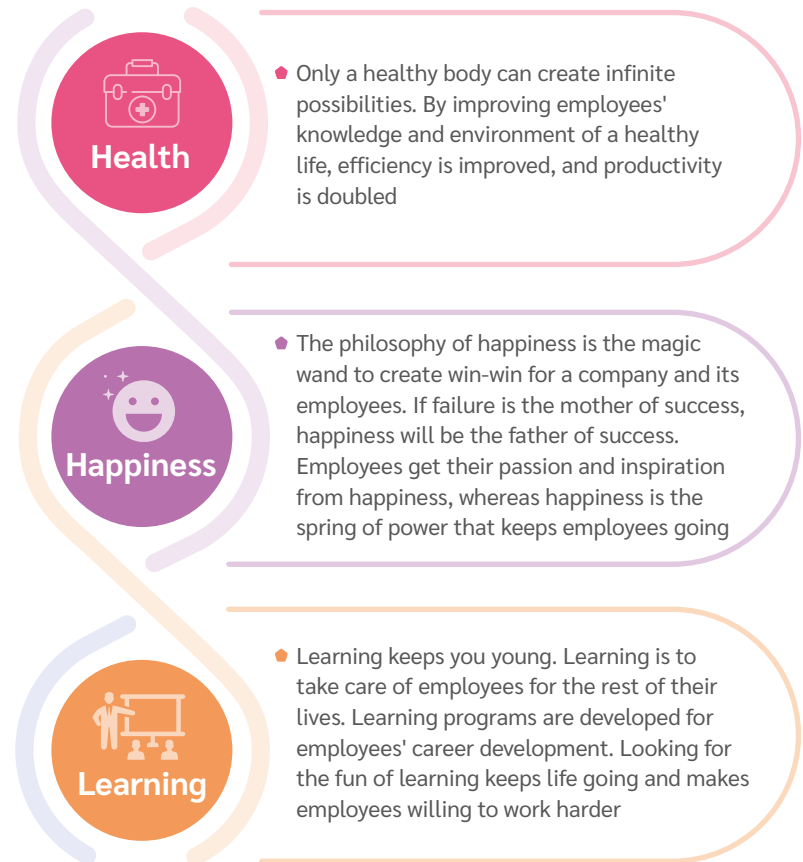 Health
Only a healthy body can create infinite
possibilities. By improving employees'
knowledge and environment of a healthy
life, efficiency is improved, and productivity
is doubled
Happiness
The philosophy of happiness is the magic
wand to create win-win for a company and its
employees. If failure is the mother of success,
happiness will be the father of success.
Employees get their passion and inspiration
from happiness, whereas happiness is the
spring of power that keeps employees going
Learning
Learning keeps you young. Learning is to
take care of employees for the rest of their
lives. Learning programs are developed for
employees' career development. Looking for
the fun of learning keeps life going and makes
employees willing to work harder